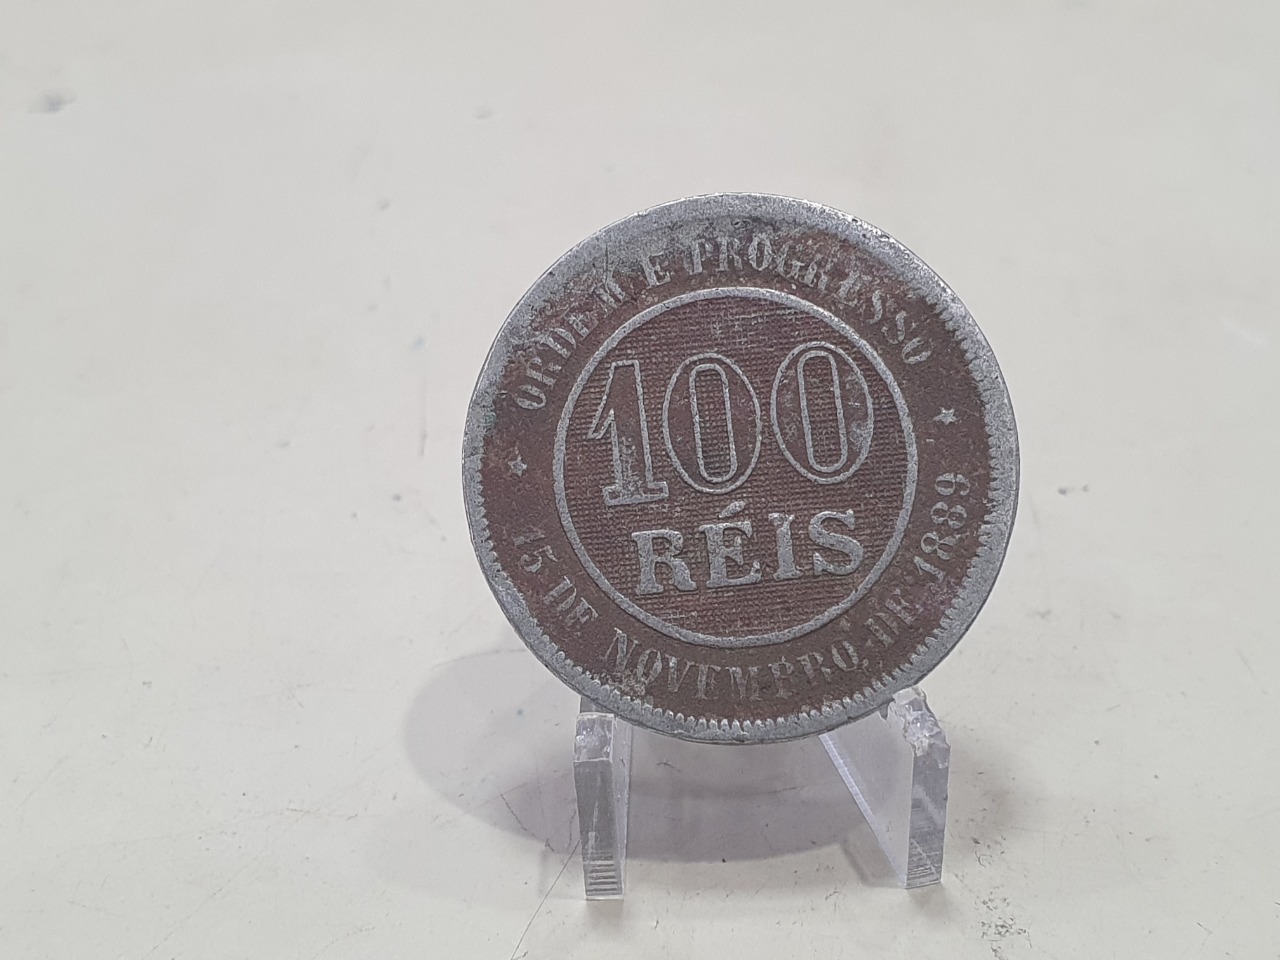 ORDEM E PROGRESSO
100
RÉIS
15 DE NOVEMBRO DE 1889